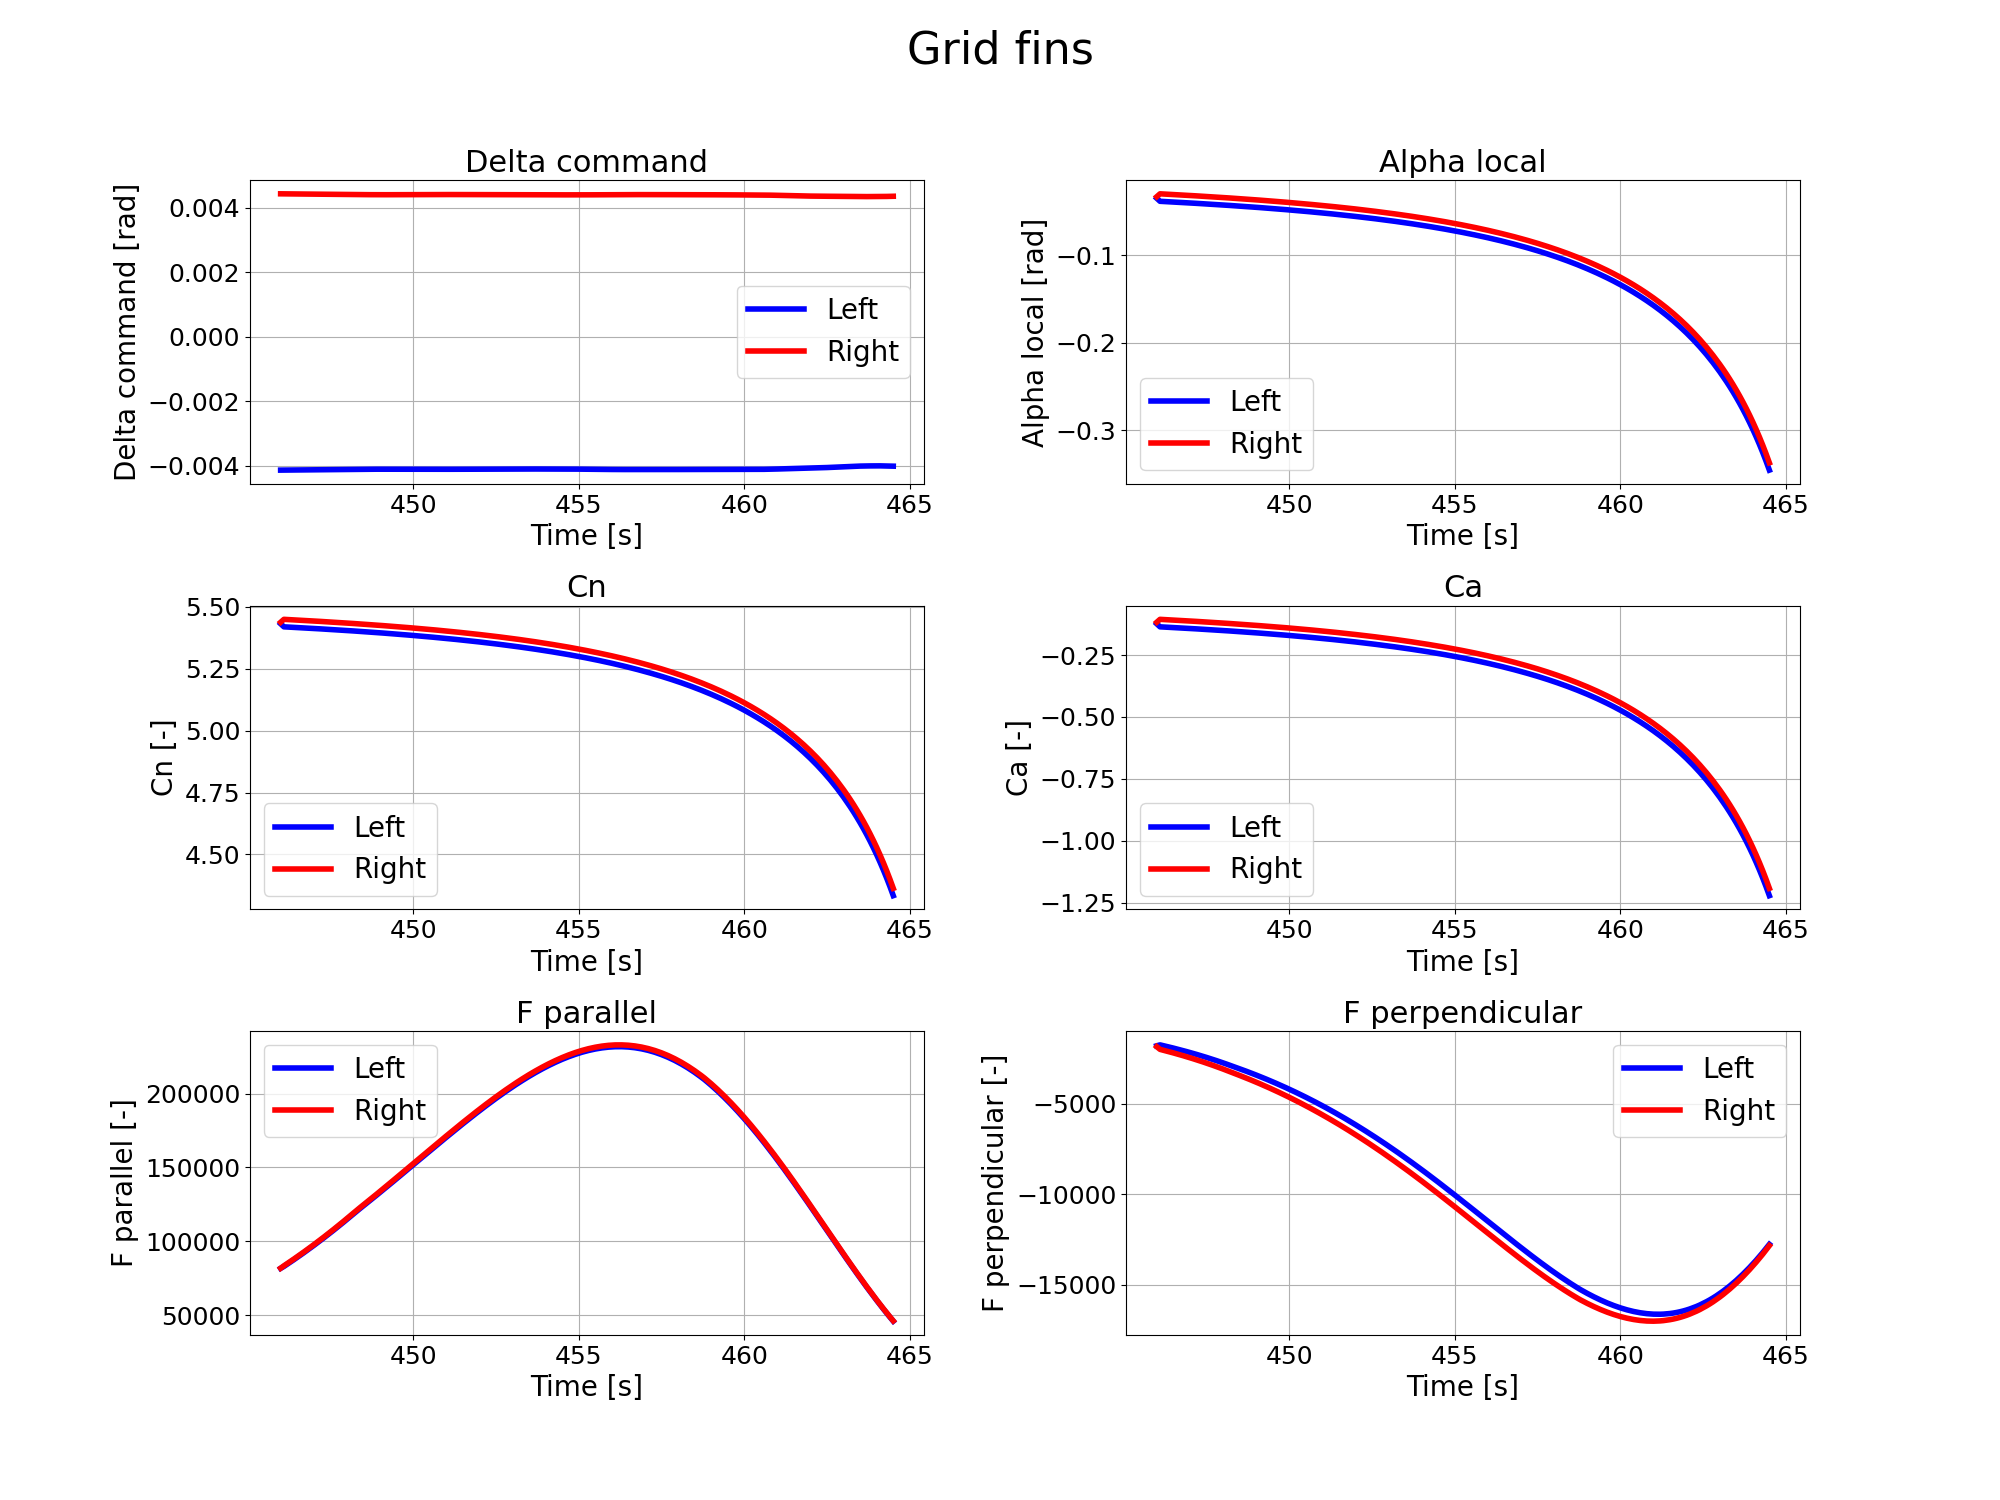 Grid fins
Delta command
Delta command [rad]
0.004
0.002
0.000
−0.002
−0.004
Left
Right
450 455 460 465
Time [s]
Alpha local
Alpha local [rad]
−0.1
−0.2
−0.3
Left
Right
450 455 460 465
Time [s]
Cn
Cn [-]
5.50
5.25
5.00
4.75
4.50
Left
Right
450 455 460 465
Time [s]
Ca
Ca [-]
−0.25
−0.50
−0.75
−1.00
−1.25
Left
Right
450 455 460 465
Time [s]
F parallel
F parallel [-]
200000
150000
100000
50000
Left
Right
450 455 460 465
Time [s]
F perpendicular
F perpendicular [-]
−5000
−10000
−15000
Left
Right
450 455 460 465
Time [s]